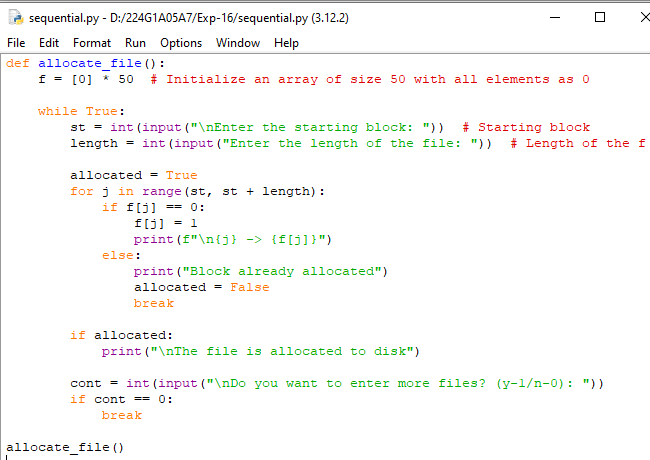 sequential.py - D:/224G1A05A7/Exp-16/sequential.py (3.12.2)
File Edit Format Run Options Window Help
def allocate_file():
    f = [0] * 50  # Initialize an array of size 50 with all elements as 0

    while True:
        st = int(input("\nEnter the starting block: "))  # Starting block
        length = int(input("Enter the length of the file: "))  # Length of the f

        allocated = True
        for j in range(st, st + length):
            if f[j] == 0:
                f[j] = 1
                print(f"\n{j} -> {f[j]}")
            else:
                print("Block already allocated")
                allocated = False
                break

        if allocated:
            print("\nThe file is allocated to disk")

        cont = int(input("\nDo you want to enter more files? (y-1/n-0): "))
        if cont == 0:
            break

allocate_file()